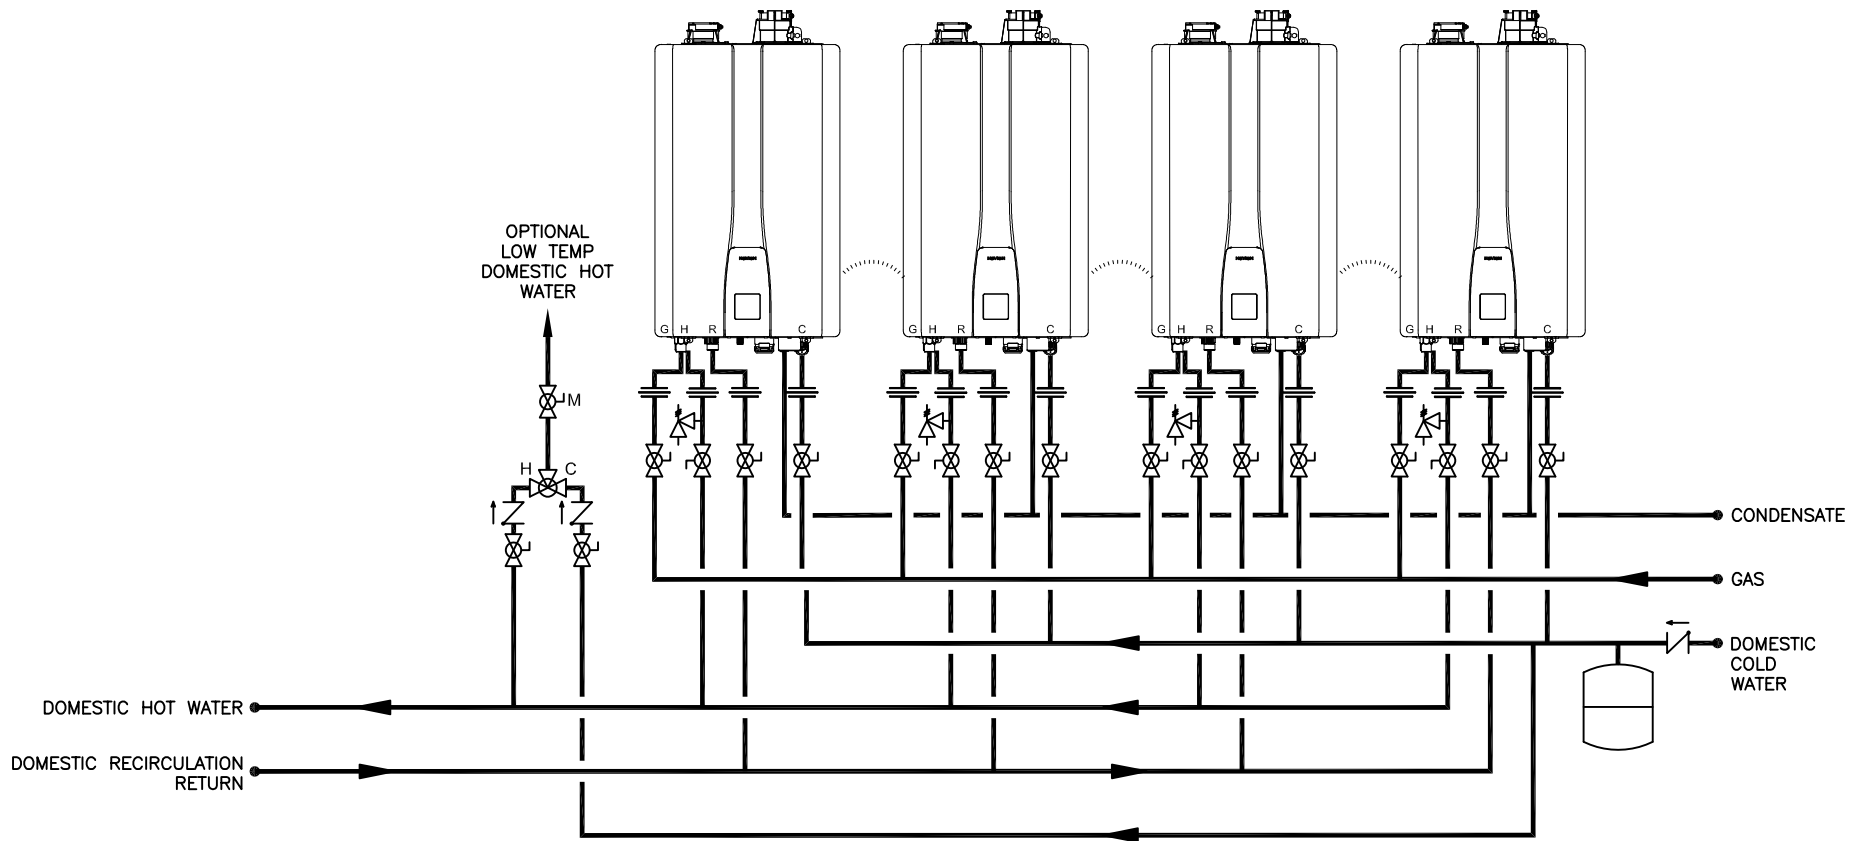 OPTIONAL
LOW TEMP
DOMESTIC HOT
WATER
G H R C
G H R C
G H R C
G H R C
M
H C
CONDENSATE
GAS
DOMESTIC
COLD
WATER
DOMESTIC HOT WATER
DOMESTIC RECIRCULATION
RETURN